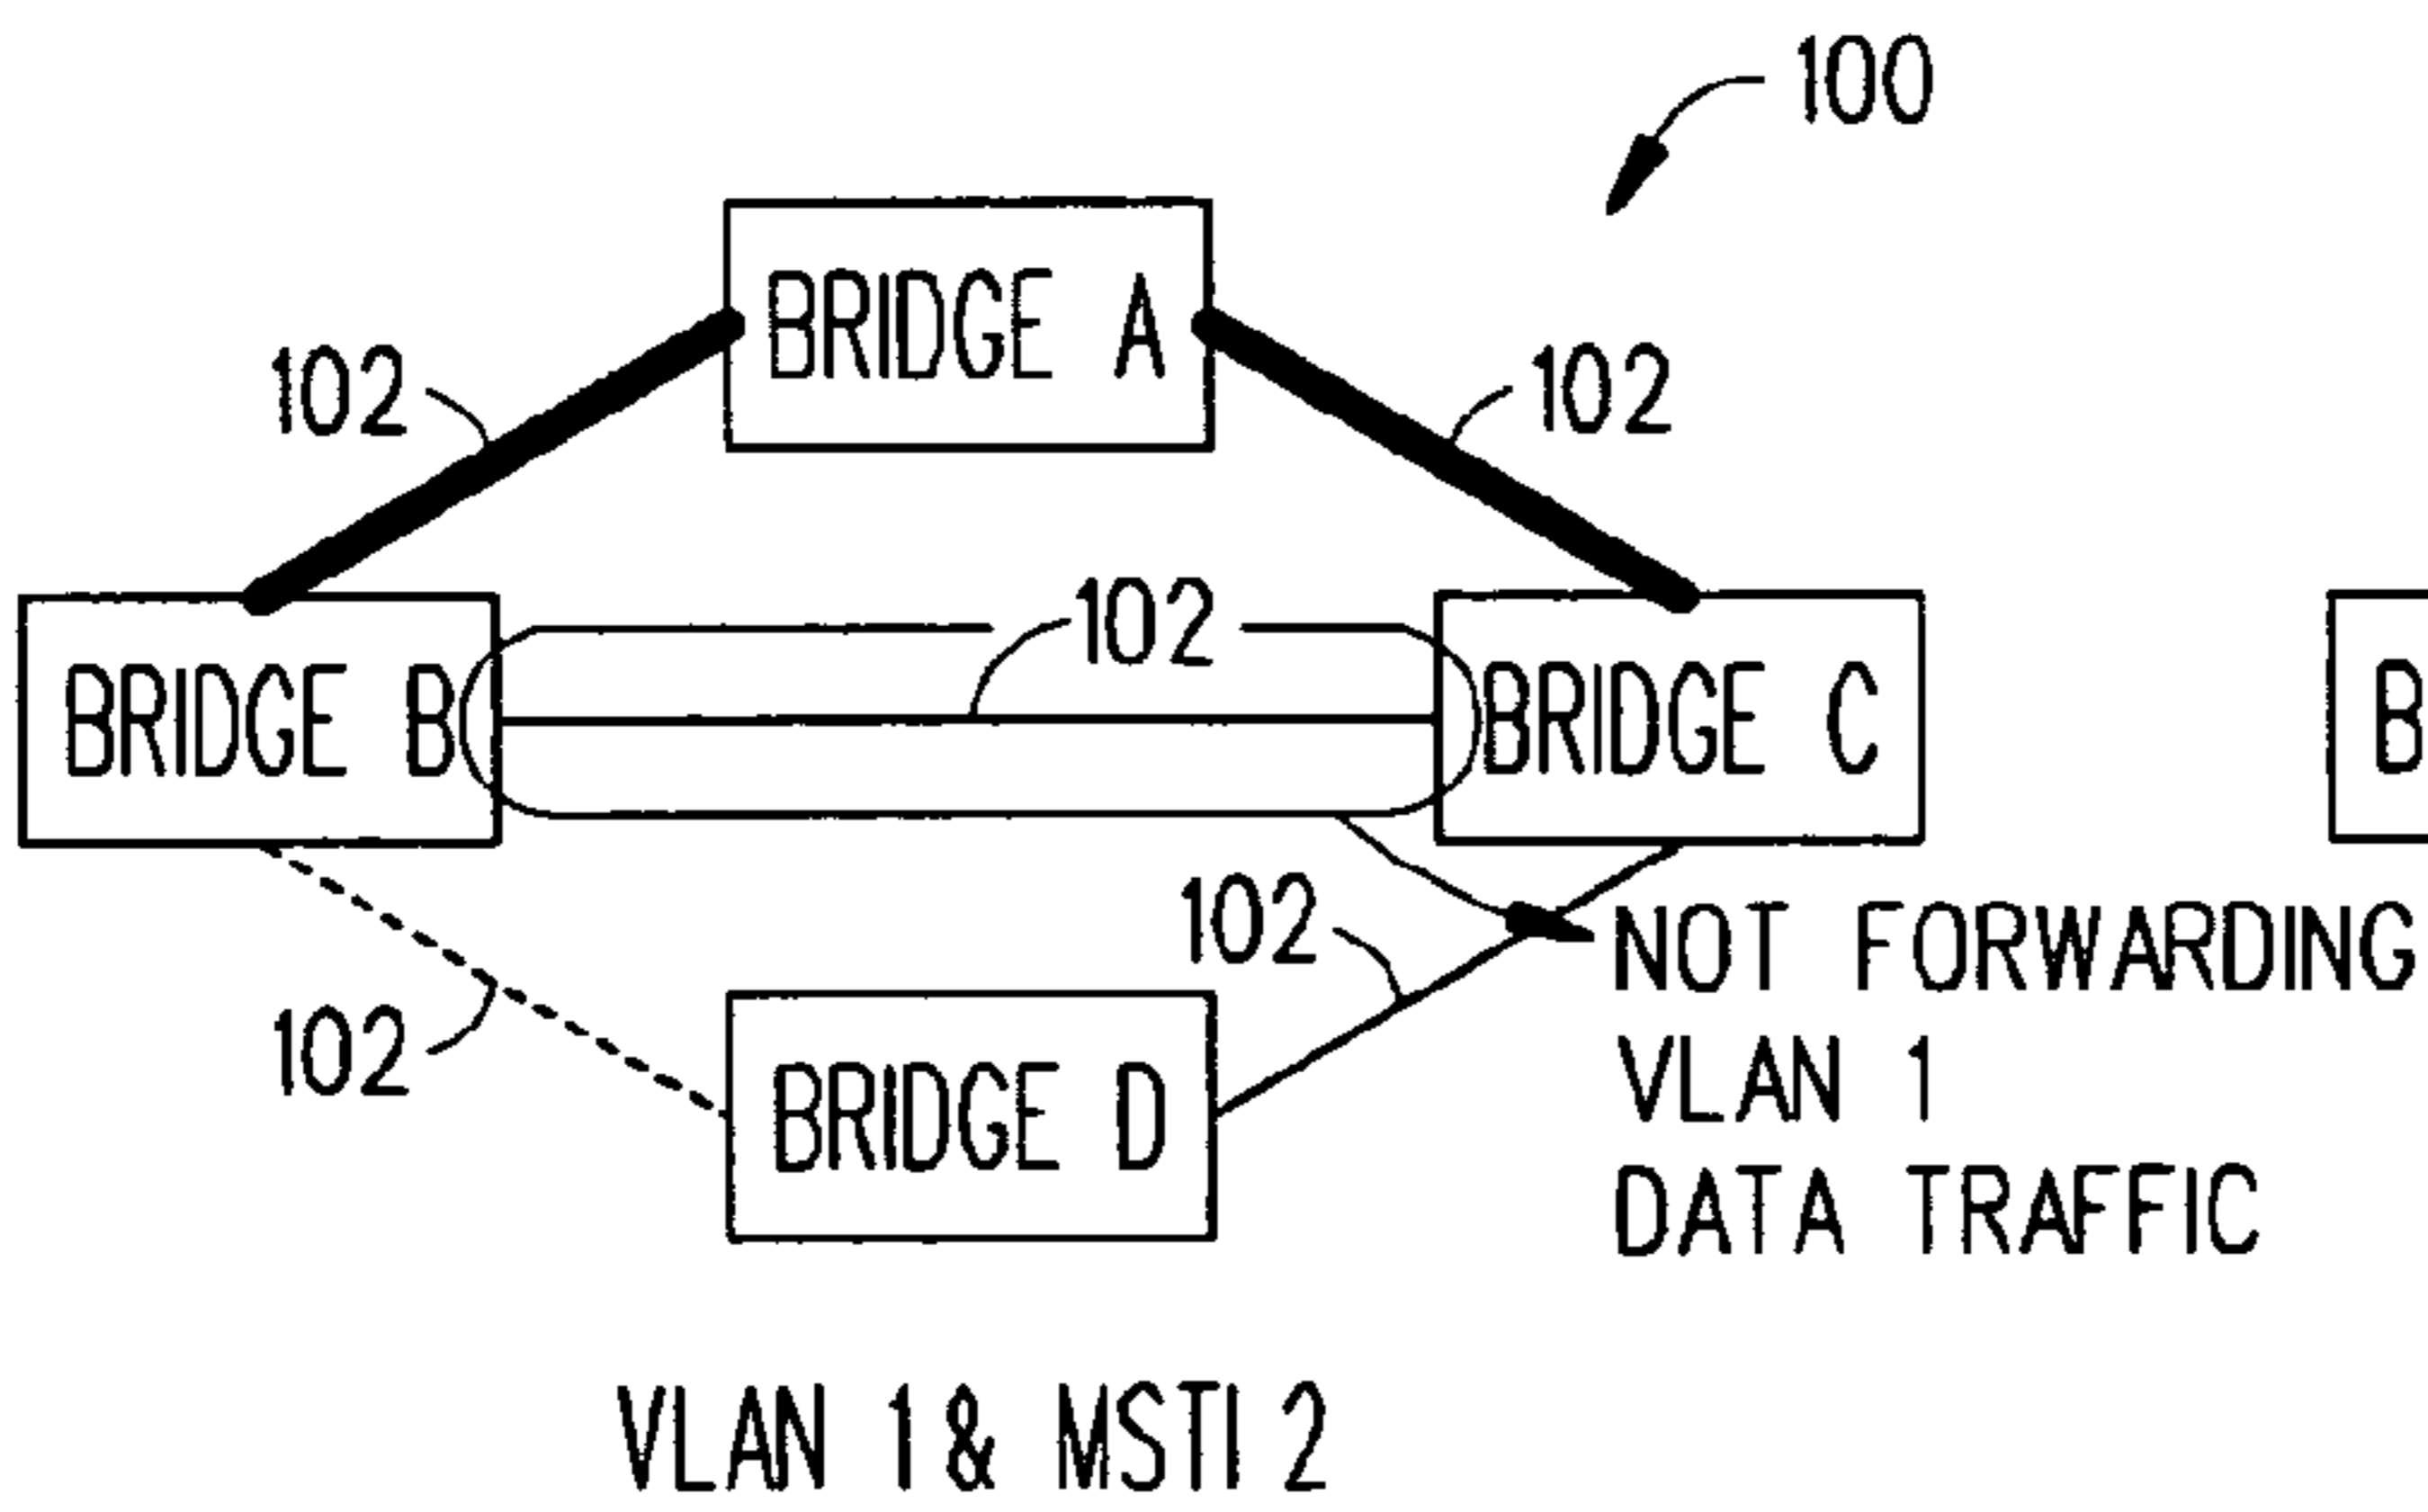 100
BRIDGE A
102
102
102
BRIDGE B
BRIDGE C
B
102
NOT FORWARDING
VLAN 1
DATA TRAFFIC
102
BRIDGE D
VLAN 1 & MSTI 2